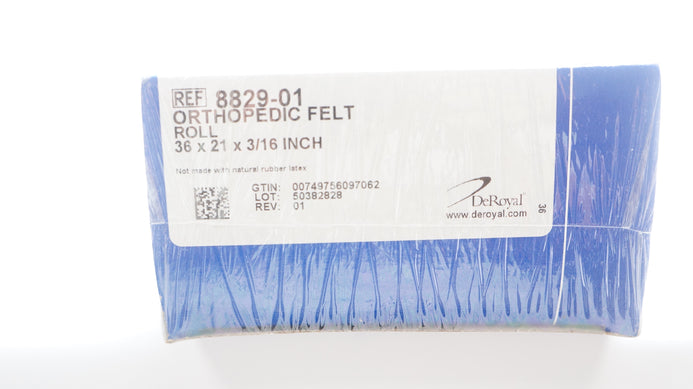 REF 8829-01
ORTHOPEDIC FELT
ROLL
36 x 21 x 3/16 INCH
Not made with natural rubber latex
GTIN: 00749756097062
LOT: 50382828
REV: 01
DeRoyal
www.deroyal.com
36